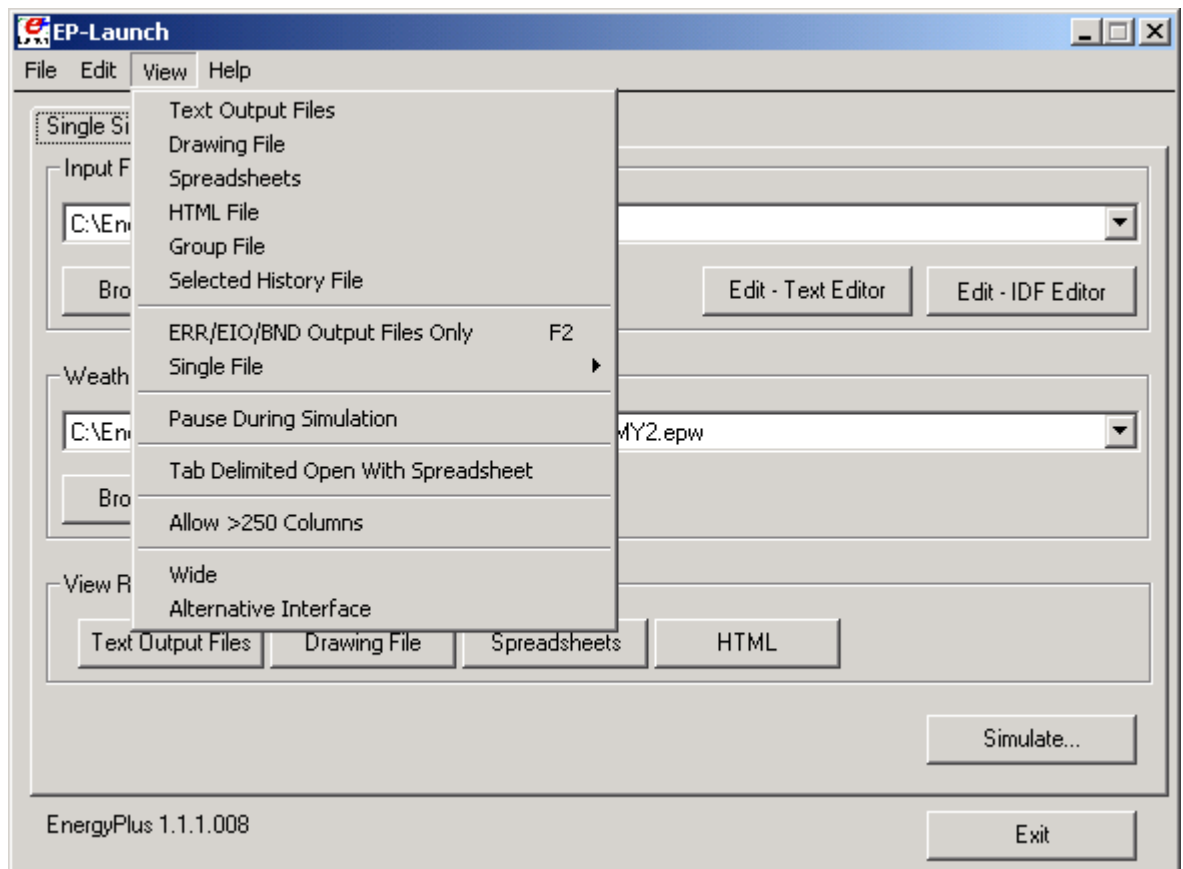 EP-Launch
File Edit View Help
Text Output Files
Drawing File
Spreadsheets
HTML File
Group File
Selected History File
ERR/EIO/BND Output Files Only F2
Single File
Pause During Simulation
Tab Delimited Open With Spreadsheet
Allow >250 Columns
Wide
Alternative Interface
Single Si
Input F
C:\En
Bro
Edit - Text Editor
Edit - IDF Editor
Weath
C:\En
MY2.epw
Bro
View R
Text Output Files
Drawing File
Spreadsheets
HTML
Simulate...
EnergyPlus 1.1.1.008
Exit